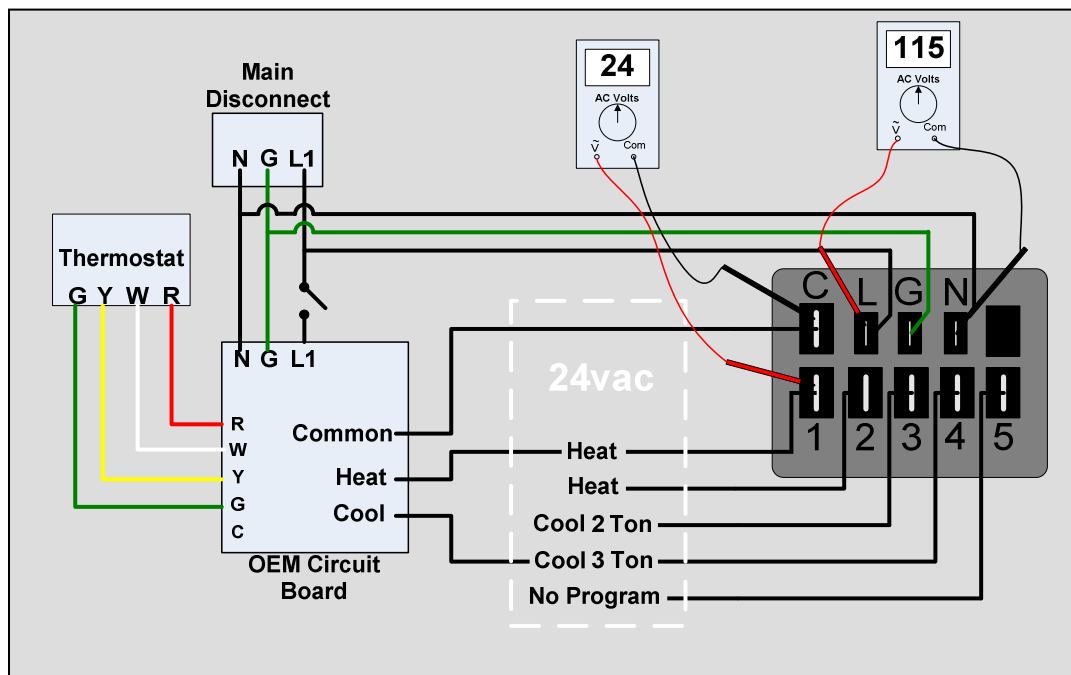 Main
Disconnect
N G L1
24
AC Volts
~
V
Com
115
AC Volts
~
V
Com
Thermostat
G Y W R
N G L1
R
W
Y
G
C
Common
Heat
Cool
OEM Circuit
Board
24vac
Heat
Heat
Cool 2 Ton
Cool 3 Ton
No Program
C L G N
1 2 3 4 5